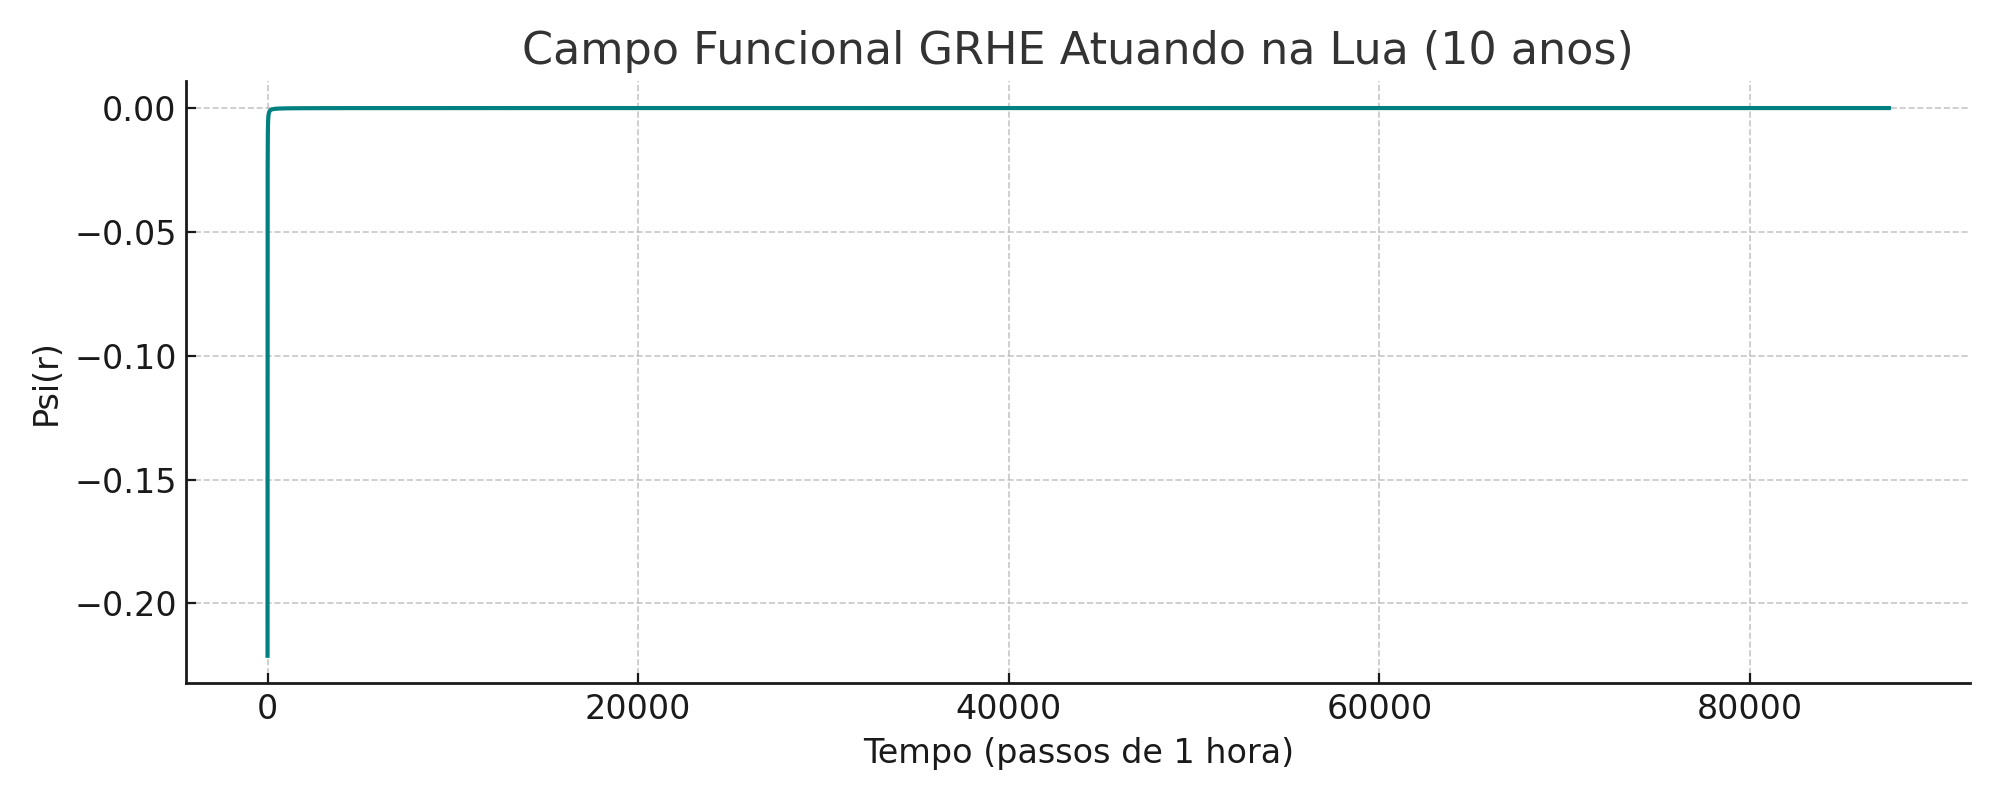 Campo Funcional GRHE Atuando na Lua (10 anos)
0.00
−0.05
−0.10
−0.15
−0.20
Psi(r)
0 20000 40000 60000 80000
Tempo (passos de 1 hora)